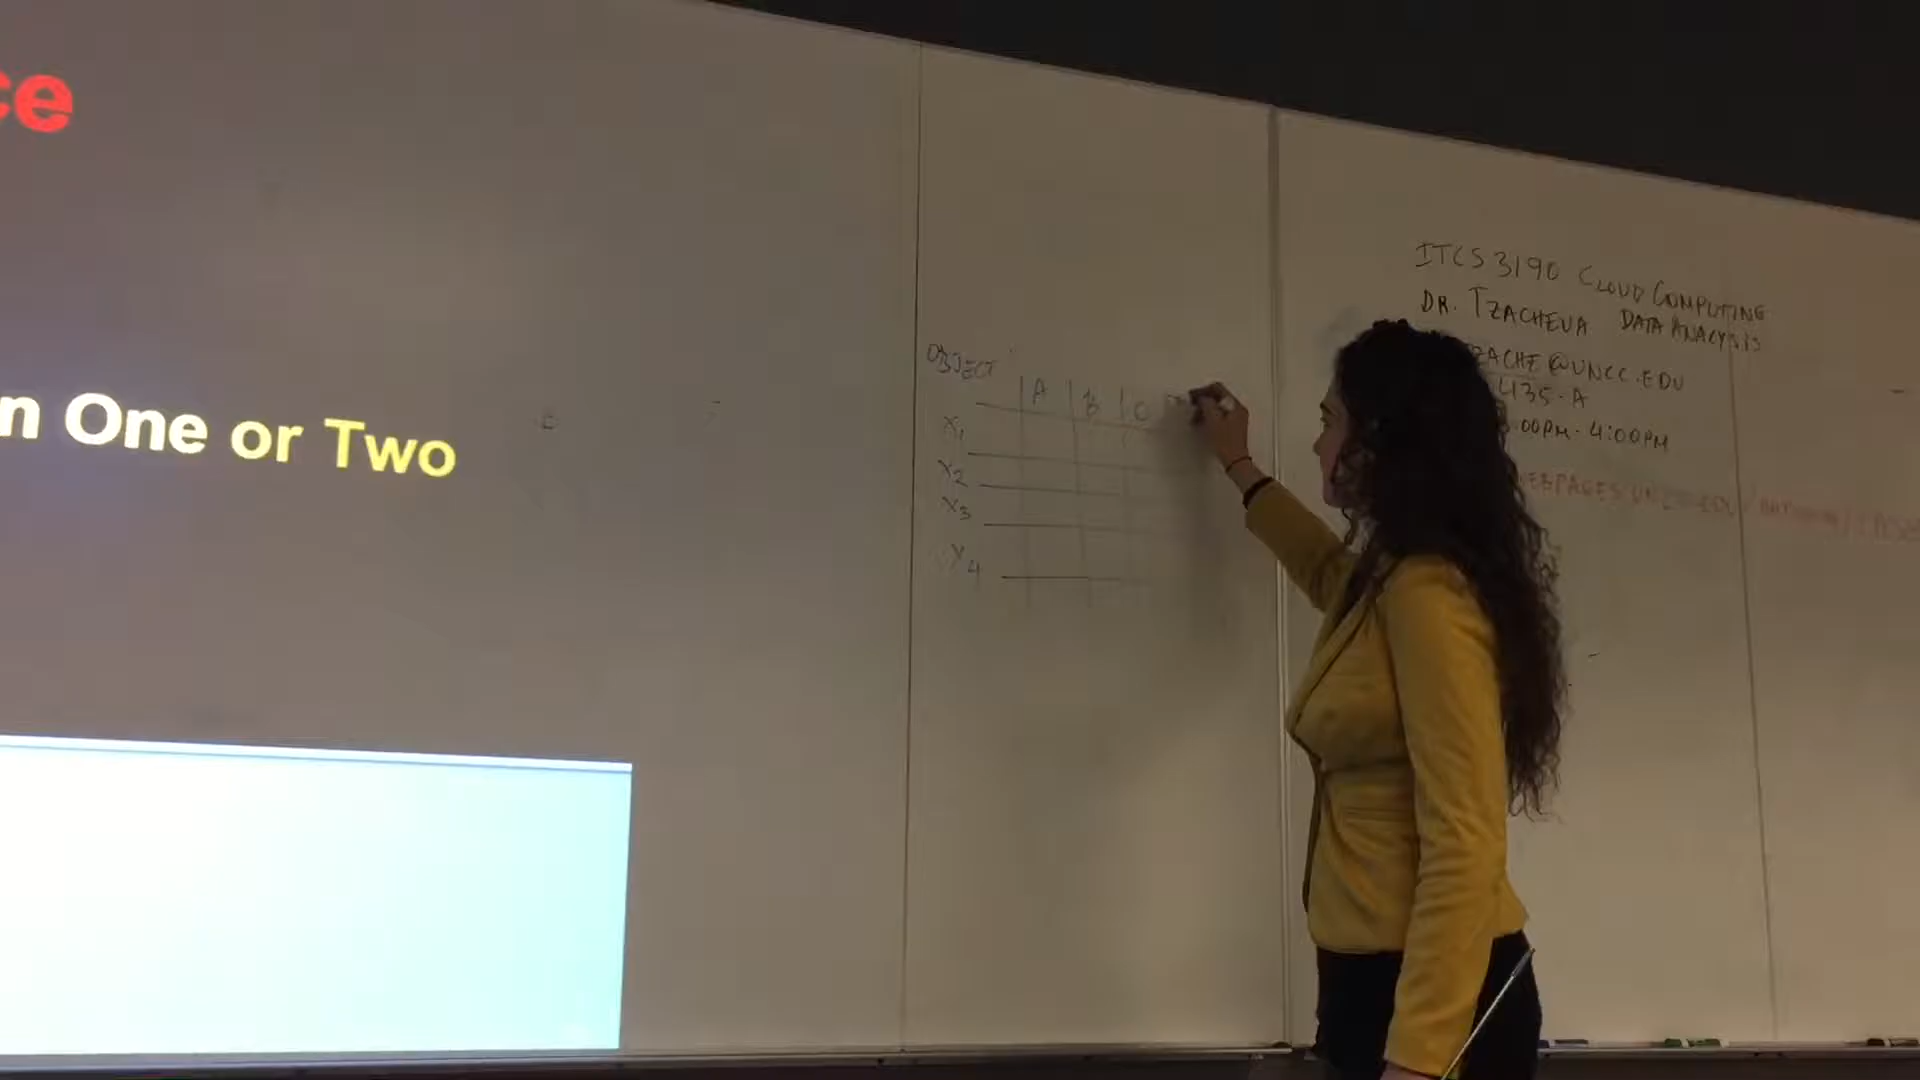 ce
n One or Two
OBJECT
A B C
X1
X2
X3
X4
ITCS 3190 CLOUD COMPUTING
DATA ANALYSIS
DR. TZACHEVA
ZACHE@UNCC.EDU
435-A
:00PM - 4:00PM